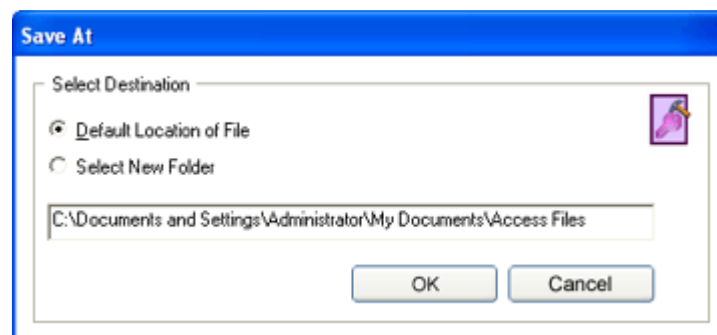 Save At
Select Destination
Default Location of File
Select New Folder
C:\Documents and Settings\Administrator\My Documents\Access Files
OK
Cancel